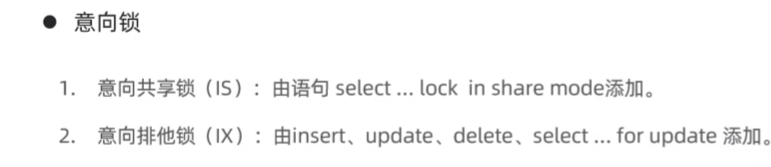 ● 意向锁
1. 意向共享锁（IS）：由语句 select ... lock in share mode添加。
2. 意向排他锁（IX）：由insert、update、delete、select ... for update 添加。